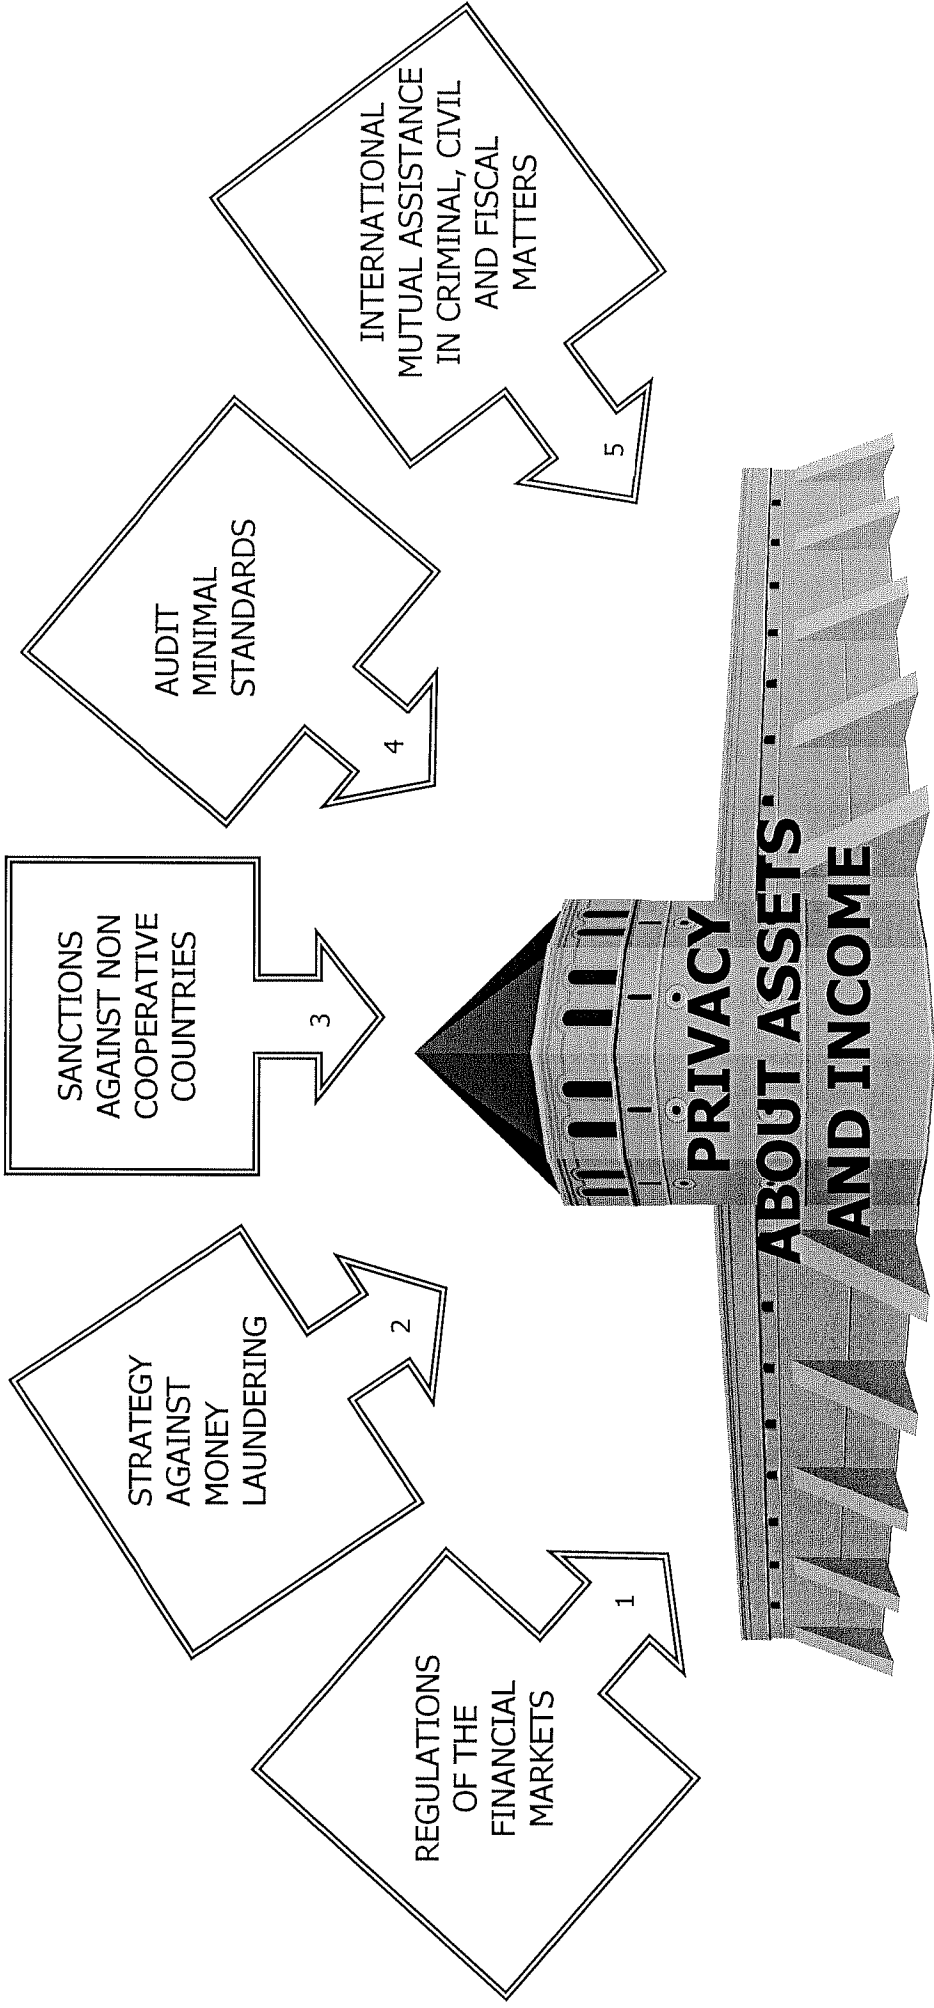 REGULATIONS
OF THE
FINANCIAL
MARKETS
1
STRATEGY
AGAINST
MONEY
LAUNDERING
2
SANCTIONS
AGAINST NON
COOPERATIVE
COUNTRIES
3
AUDIT
MINIMAL
STANDARDS
4
INTERNATIONAL
MUTUAL ASSISTANCE
IN CRIMINAL, CIVIL
AND FISCAL
MATTERS
5
PRIVACY
ABOUT ASSETS
AND INCOME